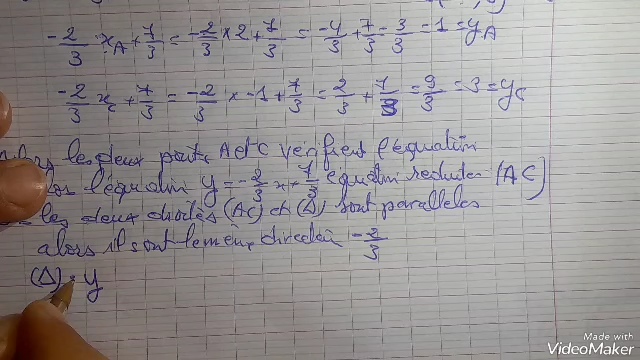 -2/3 x_A + 7/3 = -2/3 × 2 + 7/3 = -4/3 + 7/3 = 3/3 = 1 = y_A
-2/3 x_c + 7/3 = -2/3 × -1 + 7/3 = 2/3 + 7/3 = 9/3 = 3 = y_c
les deux points A et C vérifient l'équation
l'équation y = -2/3 x + 7/3 équation reduites (AC)
les deux droites (AC) et (Δ) sont paralleles
alors ils ont le même direction -2/3
(Δ): y
Made with
VideoMaker